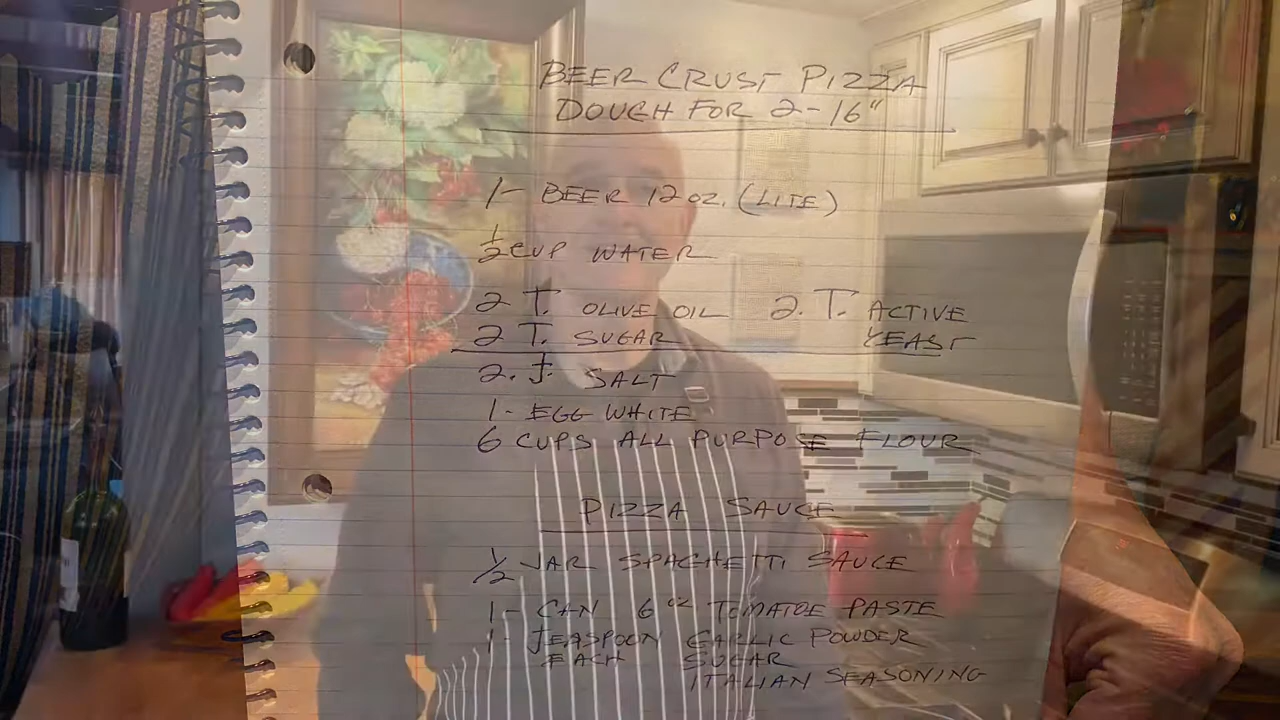 BEER CRUST PIZZA
DOUGH FOR 2-16"
1- BEER 12 OZ. (LITE)
1/2 CUP WATER
2 T. OLIVE OIL 2. T. ACTIVE
2 T. SUGAR YEAST
2. t. SALT
1- EGG WHITE
6 CUPS ALL PURPOSE FLOUR
PIZZA SAUCE
1/2 JAR SPAGHETTI SAUCE
1- CAN 6 OZ TOMATOE PASTE
1- TEASPOON GARLIC POWDER
EACH SUGAR
ITALIAN SEASONING